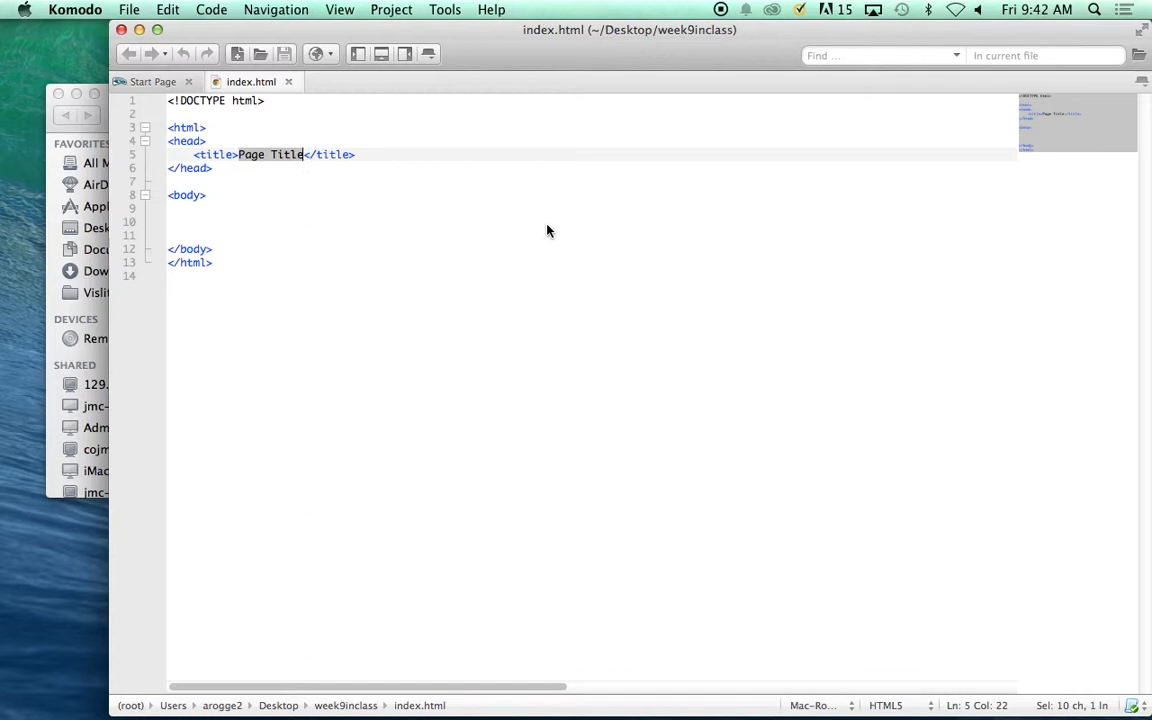 Komodo File Edit Code Navigation View Project Tools Help 15 Fri 9:42 AM
index.html (~/Desktop/week9inclass)
Find ... In current file
Start Page index.html
1 <!DOCTYPE html>
2
3 <html>
4 <head>
5 <title>Page Title</title>
6 </head>
7
8 <body>
9
10
11
12 </body>
13 </html>
14
FAVORITES
All M
AirD
Appl
Desk
Docu
Dow
Vislit
DEVICES
Rem
SHARED
129.
jmc-
Adm
cojm
iMac
jmc-
(root) Users arogge2 Desktop week9inclass index.html Mac-Ro... HTML5 Ln: 5 Col: 22 Sel: 10 ch, 1 ln